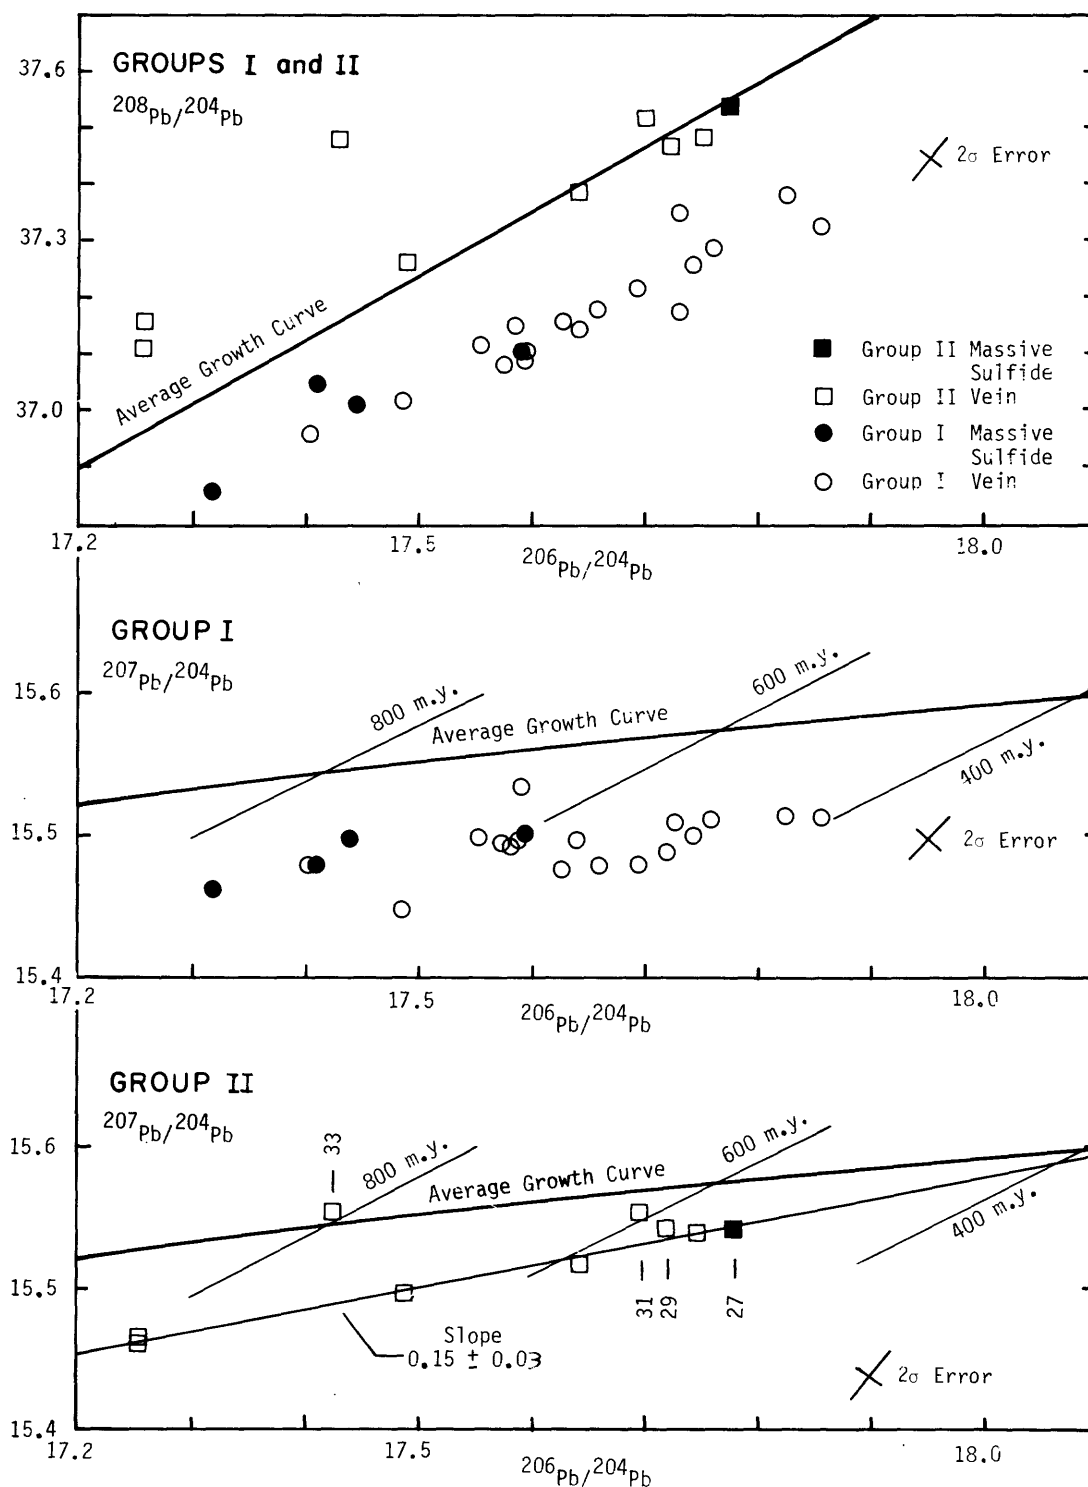 GROUPS I and II
208Pb/204Pb
37.6
37.3
37.0
2σ Error
Average Growth Curve
Group II Massive
Sulfide
Group II Vein
Group I Massive
Sulfide
Group I Vein
17.2
17.5
18.0
206Pb/204Pb
GROUP I
207Pb/204Pb
15.6
15.5
15.4
800 m.y.
Average Growth Curve
600 m.y.
400 m.y.
2σ Error
17.2
17.5
18.0
206Pb/204Pb
GROUP II
207Pb/204Pb
15.6
15.5
15.4
33
800 m.y.
Average Growth Curve
600 m.y.
400 m.y.
31
29
27
Slope
0.15 ± 0.03
2σ Error
17.2
17.5
18.0
206Pb/204Pb